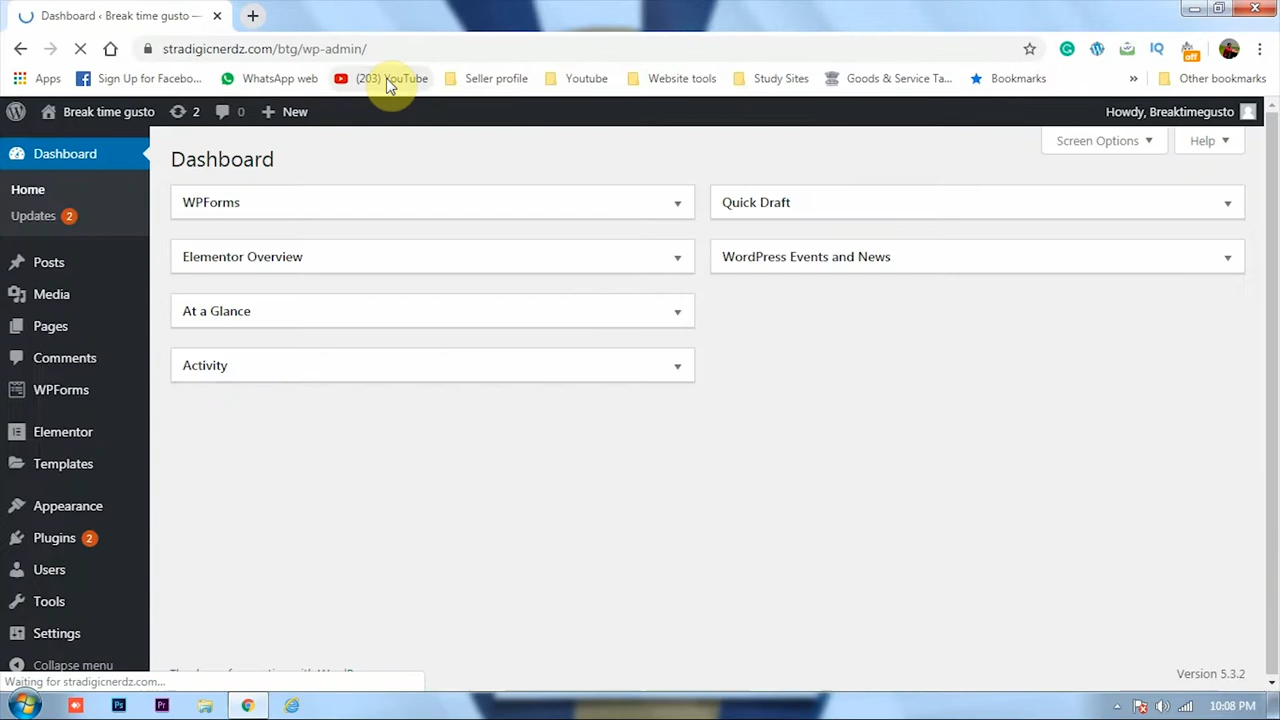 Dashboard ‹ Break time gusto —
stradigicnerdz.com/btg/wp-admin/
Apps
Sign Up for Facebo...
WhatsApp web
(203) YouTube
Seller profile
Youtube
Website tools
Study Sites
Goods & Service Ta...
Bookmarks
»
Other bookmarks
off
Break time gusto
2
0
New
Howdy, Breaktimegusto
Dashboard
Home
Updates 2
Posts
Media
Pages
Comments
WPForms
Elementor
Templates
Appearance
Plugins 2
Users
Tools
Settings
Collapse menu
Dashboard
Screen Options
Help
WPForms
Quick Draft
Elementor Overview
WordPress Events and News
At a Glance
Activity
Version 5.3.2
Waiting for stradigicnerdz.com...
Ps
Pr
10:08 PM